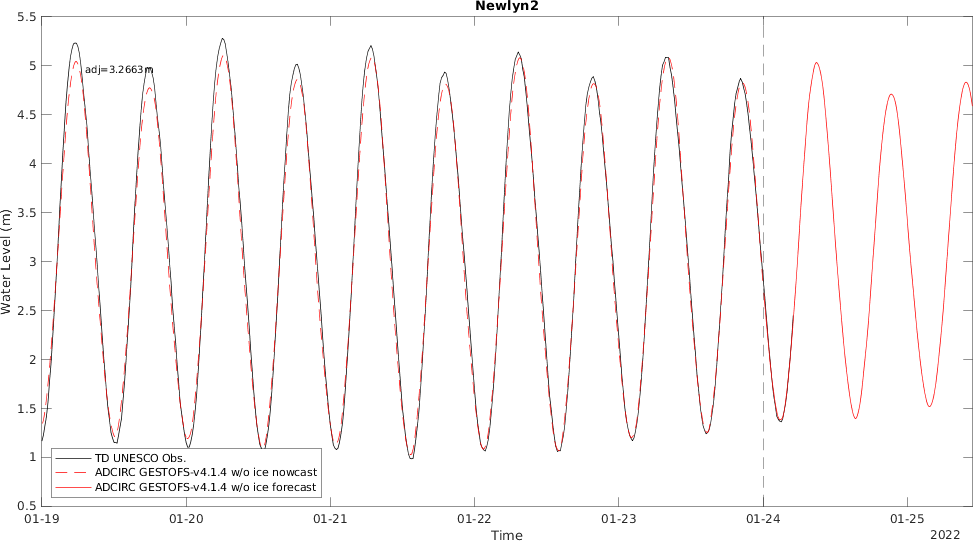 Newlyn2
5.5
5
4.5
4
3.5
3
2.5
2
1.5
1
0.5
Water Level (m)
adj=3.2663m
TD UNESCO Obs.
ADCIRC GESTOFS-v4.1.4 w/o ice nowcast
ADCIRC GESTOFS-v4.1.4 w/o ice forecast
01-19 01-20 01-21 01-22 01-23 01-24 01-25
Time
2022